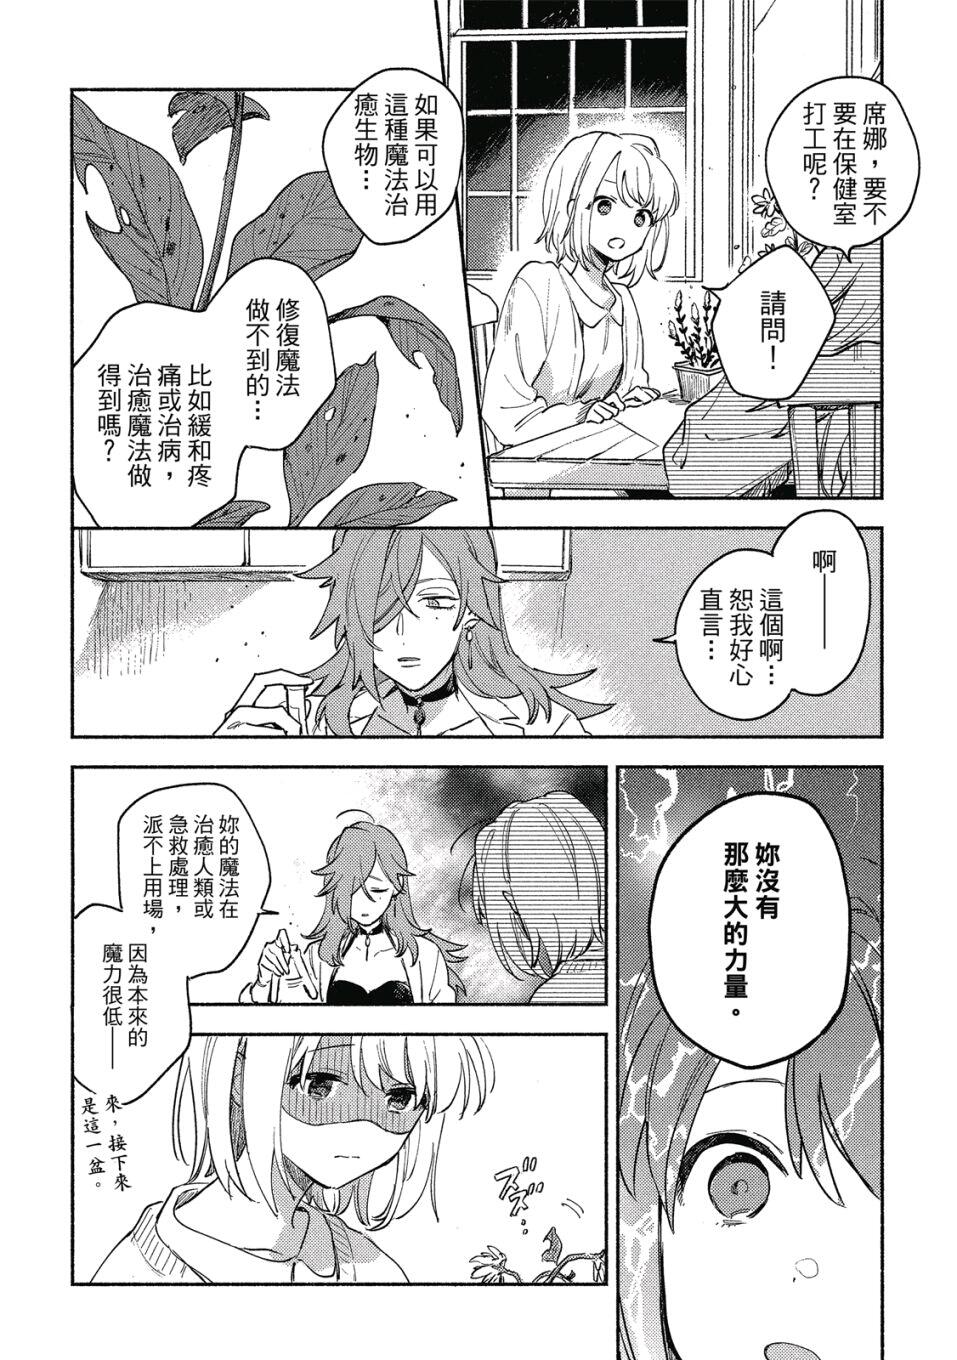 席娜，要不
要在保健室
打工呢？
請問！
如果可以用
這種魔法治
癒生物…
修復魔法
做不到的…
比如緩和疼
痛或治病，
治癒魔法做
得到嗎？
啊——
這個啊…
恕我好心
直言…
妳沒有
那麼大的力量。
妳的魔法在
治癒人類或
急救處理，
派不上用場，
因為本來的
魔力很低——
來，接下來
是這一盆。
ズズズ…